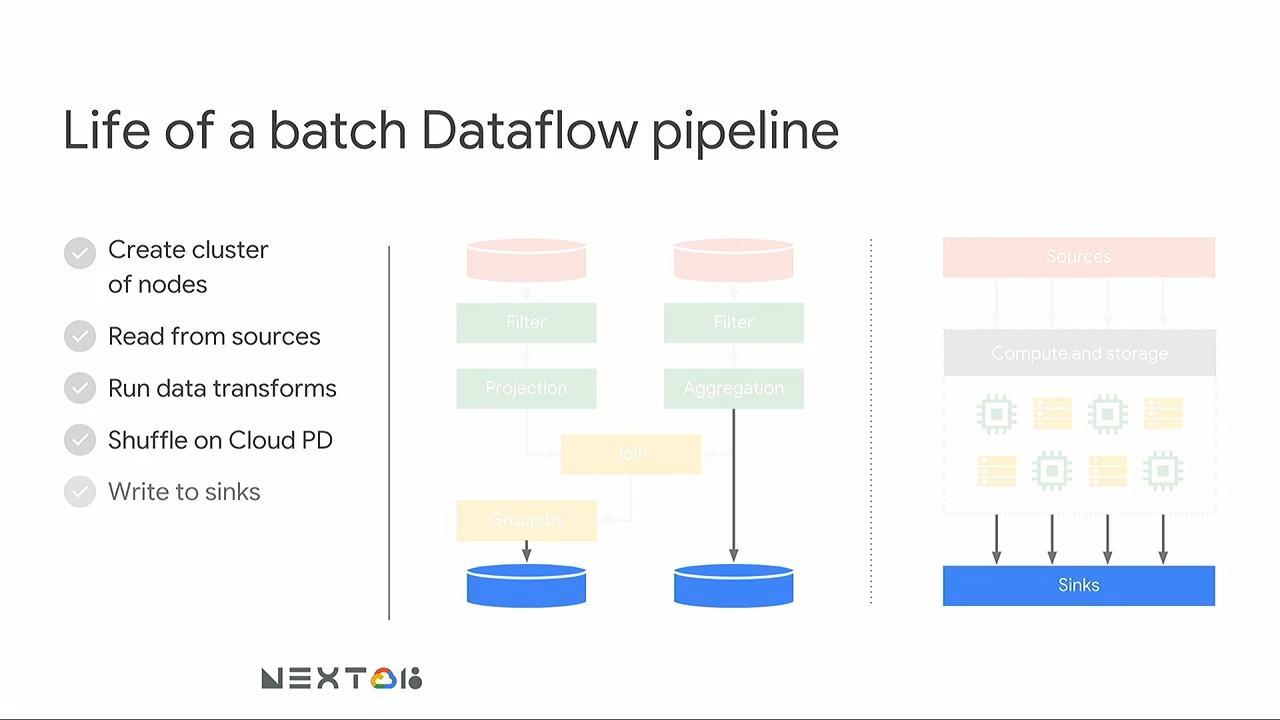 Life of a batch Dataflow pipeline
Create cluster
of nodes
Read from sources
Run data transforms
Shuffle on Cloud PD
Write to sinks
Filter
Filter
Projection
Aggregation
Join
Group by
Sources
Compute and storage
Sinks
NEXT 18